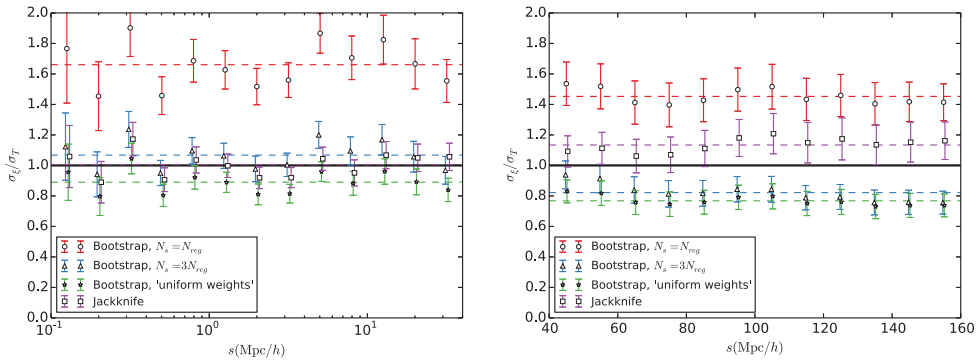 2.0
1.8
1.6
1.4
1.2
1.0
0.8
0.6
0.4
0.2
0.0
σ_ξ/σ_T
Bootstrap, N_s = N_reg
Bootstrap, N_s = 3N_reg
Bootstrap, 'uniform weights'
Jackknife
10^-1 10^0 10^1
s(Mpc/h)
2.0
1.8
1.6
1.4
1.2
1.0
0.8
0.6
0.4
0.2
0.0
σ_ξ/σ_T
Bootstrap, N_s = N_reg
Bootstrap, N_s = 3N_reg
Bootstrap, 'uniform weights'
Jackknife
40 60 80 100 120 140 160
s(Mpc/h)